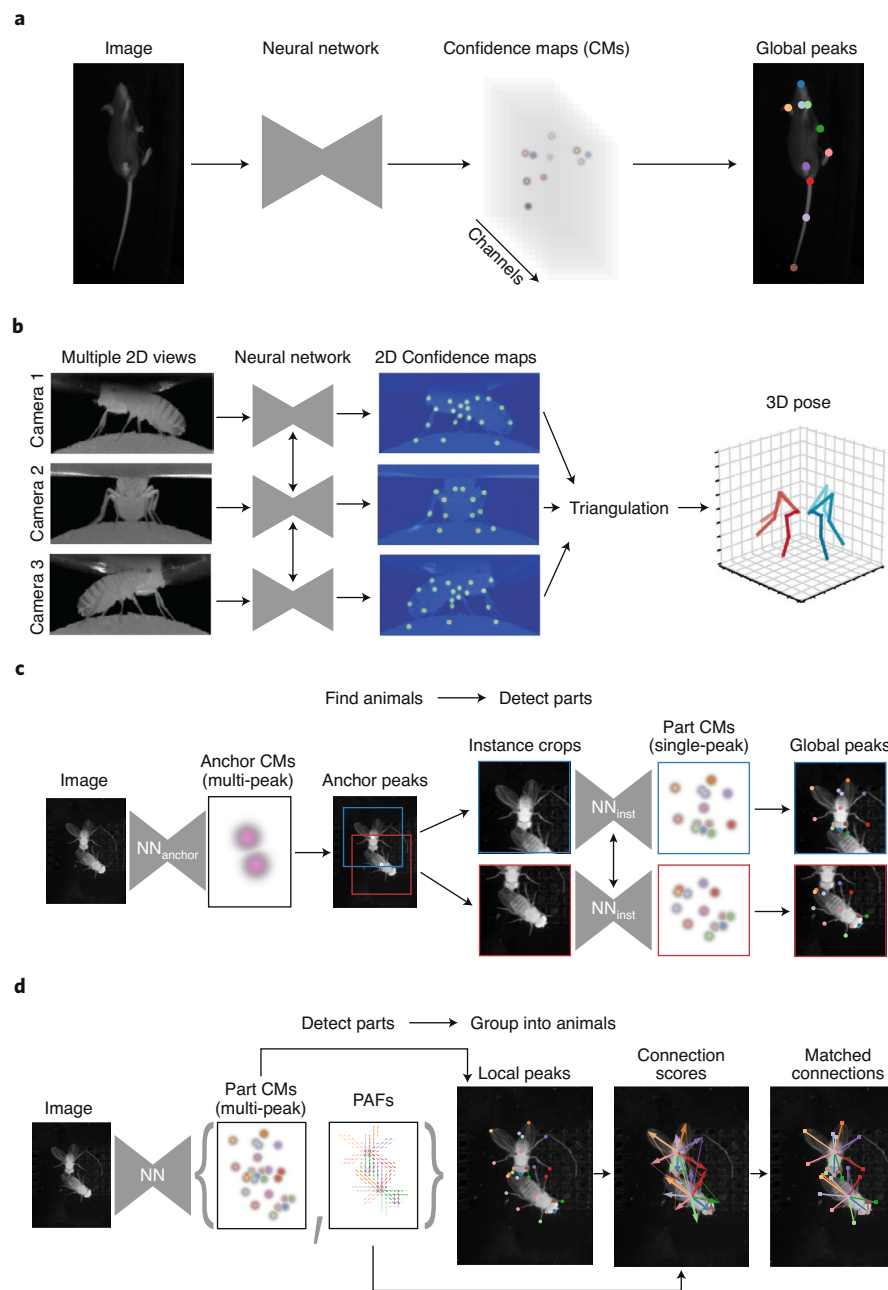 a
Image
Neural network
Confidence maps (CMs)
Global peaks
Channels
b
Multiple 2D views
Neural network
2D Confidence maps
Camera 1
Camera 2
Camera 3
Triangulation
3D pose
c
Find animals
Detect parts
Image
Anchor CMs
(multi-peak)
Anchor peaks
Instance crops
Part CMs
(single-peak)
Global peaks
NNanchor
NNinst
NNinst
d
Detect parts
Group into animals
Image
Part CMs
(multi-peak)
PAFs
Local peaks
Connection
scores
Matched
connections
NN
{
,
}